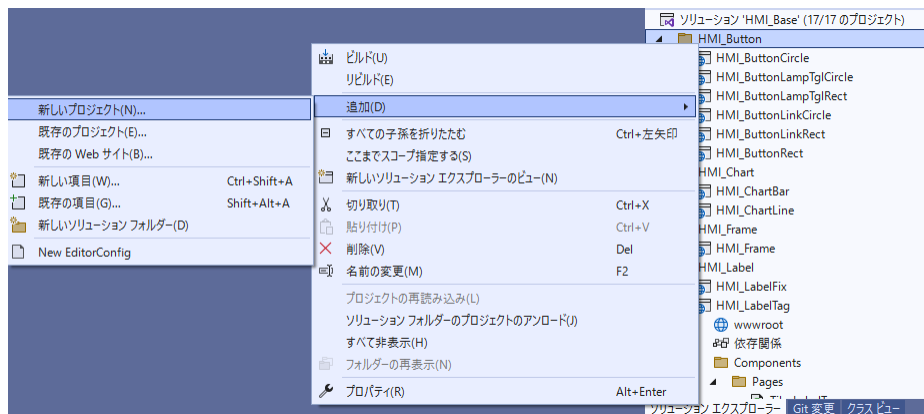 新しいプロジェクト(N)...
既存のプロジェクト(E)...
既存の Web サイト(B)...
新しい項目(W)... Ctrl+Shift+A
既存の項目(G)... Shift+Alt+A
新しいソリューション フォルダー(D)
New EditorConfig
ビルド(U)
リビルド(E)
追加(D)
すべての子孫を折りたたむ Ctrl+左矢印
ここまでスコープ指定する(S)
新しいソリューション エクスプローラーのビュー(N)
切り取り(T) Ctrl+X
貼り付け(P) Ctrl+V
削除(V) Del
名前の変更(M) F2
プロジェクトの再読み込み(L)
ソリューション フォルダーのプロジェクトのアンロード(J)
すべて非表示(H)
フォルダーの再表示(N)
プロパティ(R) Alt+Enter
ソリューション 'HMI_Base' (17/17 のプロジェクト)
HMI_Button
HMI_ButtonCircle
HMI_ButtonLampTglCircle
HMI_ButtonLampTglRect
HMI_ButtonLinkCircle
HMI_ButtonLinkRect
HMI_ButtonRect
HMI_Chart
HMI_ChartBar
HMI_ChartLine
HMI_Frame
HMI_Frame
HMI_Label
HMI_LabelFix
HMI_LabelTag
wwwroot
依存関係
Components
Pages
ソリューション エクスプローラー Git 変更 クラス ビュー